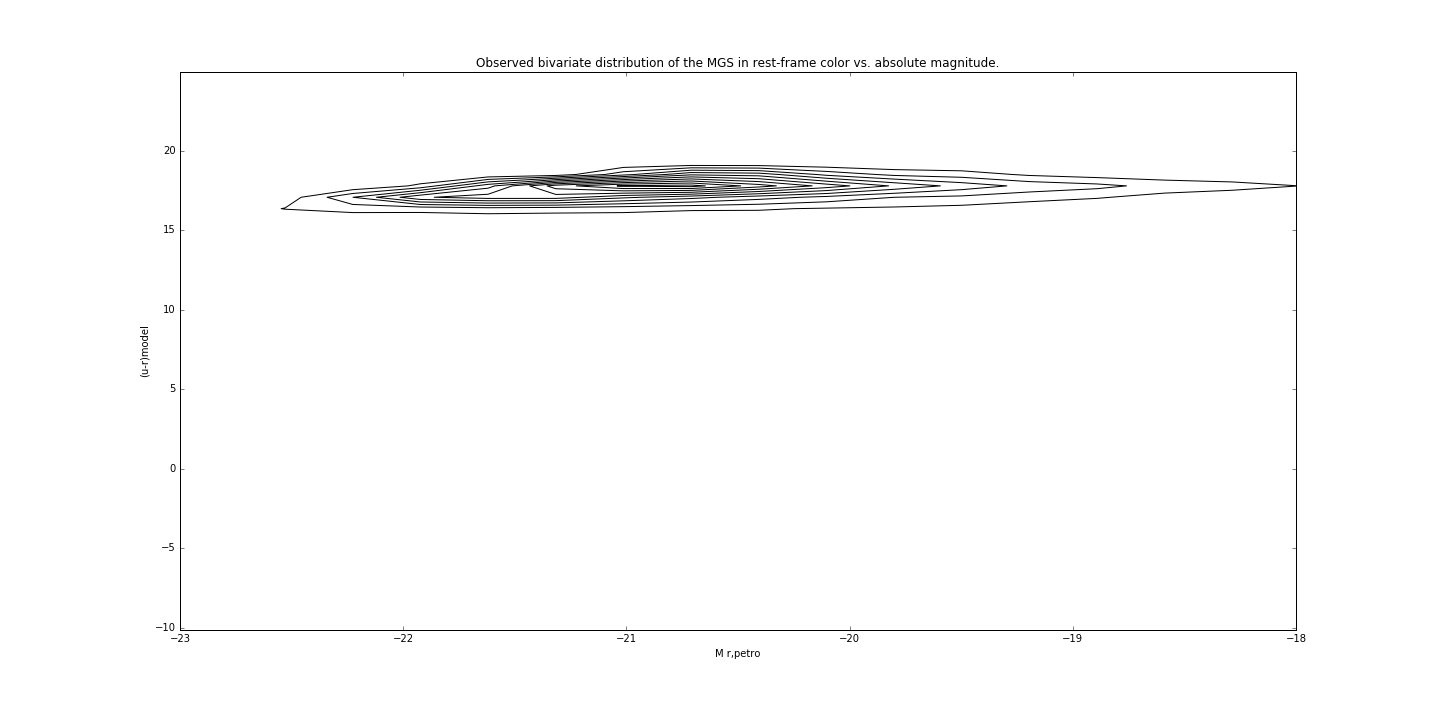 Observed bivariate distribution of the MGS in rest-frame color vs. absolute magnitude.
20
15
10
5
0
−5
−10
(u-r)model
−23 −22 −21 −20 −19 −18
M r,petro